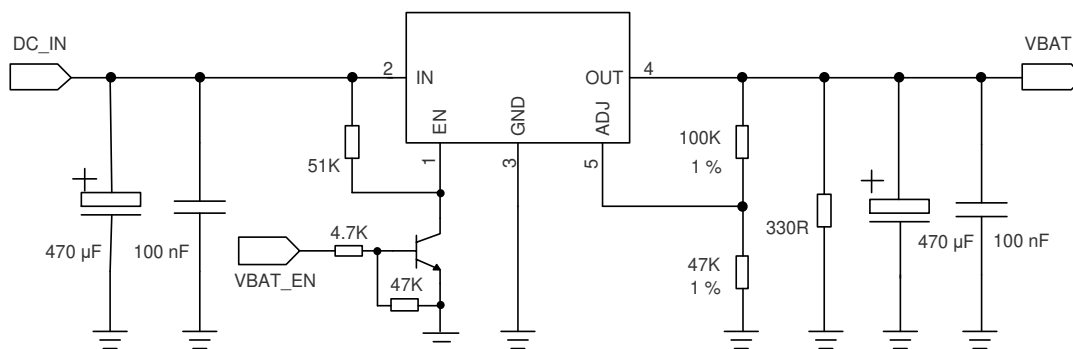 DC_IN
VBAT
2
IN
OUT
4
EN
GND
ADJ
1
3
5
51K
100K
1 %
+
470 µF
100 nF
VBAT_EN
4.7K
47K
47K
1 %
330R
+
470 µF
100 nF